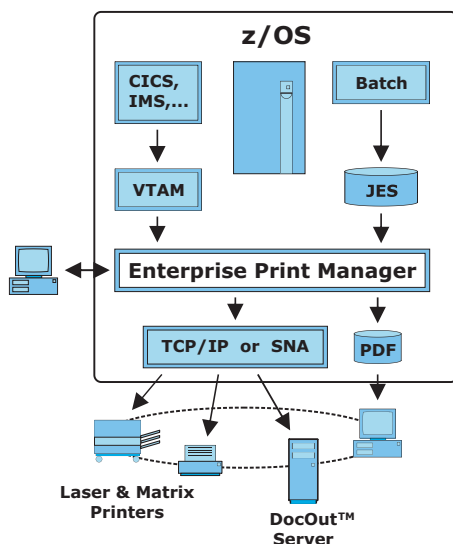 z/OS
CICS,
IMS,...
Batch
VTAM
JES
Enterprise Print Manager
TCP/IP or SNA
PDF
Laser & Matrix
Printers
DocOut™
Server